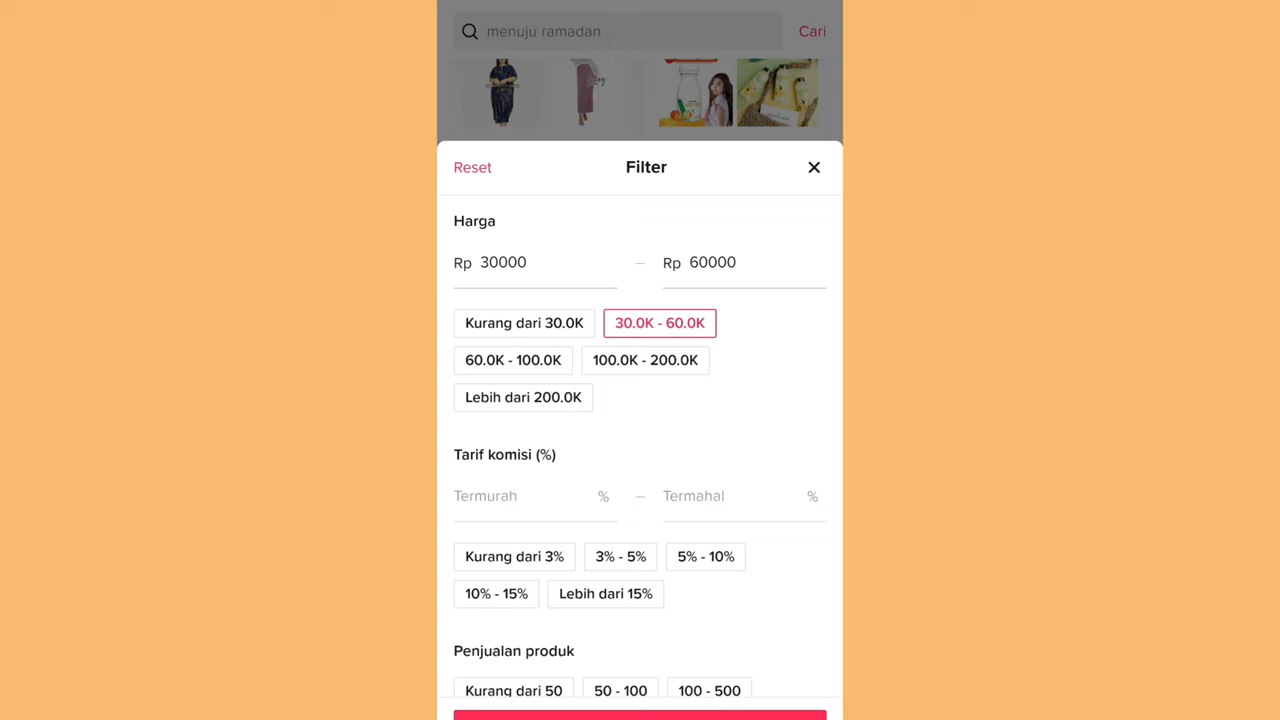 menuju ramadan Cari
Reset Filter
Harga
Rp 30000 – Rp 60000
Kurang dari 30.0K 30.0K - 60.0K
60.0K - 100.0K 100.0K - 200.0K
Lebih dari 200.0K
Tarif komisi (%)
Termurah % – Termahal %
Kurang dari 3% 3% - 5% 5% - 10%
10% - 15% Lebih dari 15%
Penjualan produk
Kurang dari 50 50 - 100 100 - 500